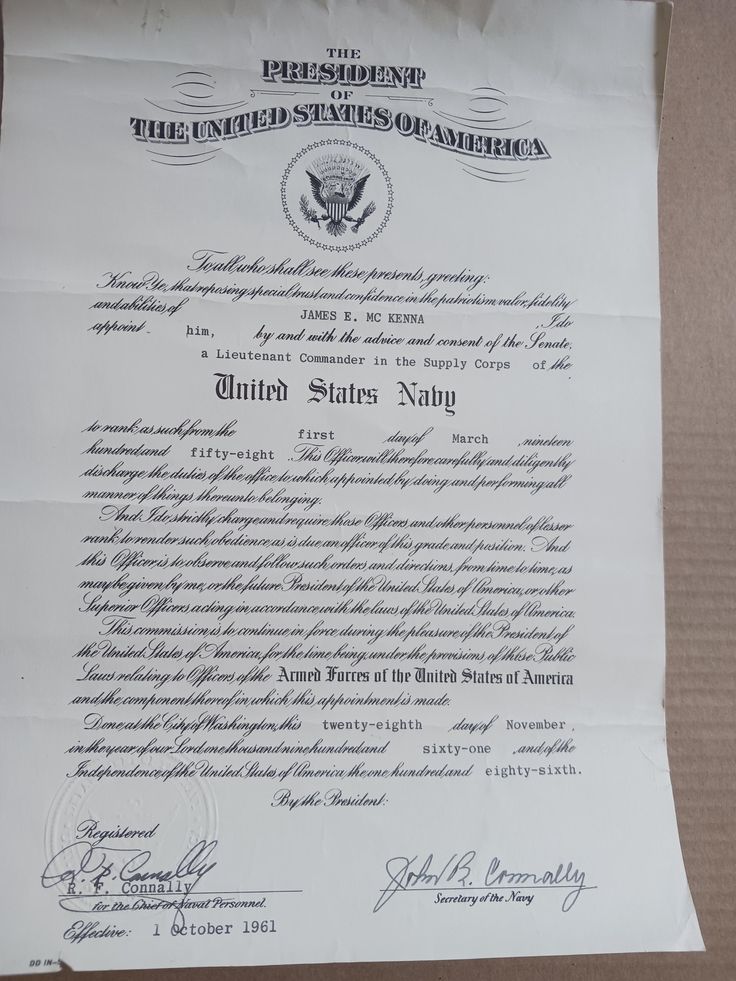 THE
PRESIDENT
OF
THE UNITED STATES OF AMERICA
To all who shall see these presents, greeting:
Know Ye, that reposing special trust and confidence in the patriotism, valor, fidelity
and abilities of JAMES E. MC KENNA , I do
appoint him, by and with the advice and consent of the Senate,
a Lieutenant Commander in the Supply Corps of the
United States Navy
to rank as such from the first day of March , nineteen
hundred and fifty-eight . This Officer will therefore carefully and diligently
discharge the duties of the office to which appointed by doing and performing all
manner of things thereunto belonging.
And I do strictly charge and require those Officers and other personnel of lesser
rank to render such obedience as is due an officer of this grade and position. And
this Officer is to observe and follow such orders and directions, from time to time, as
may be given by me, or the future President of the United States of America, or other
Superior Officers acting in accordance with the laws of the United States of America.
This commission is to continue in force during the pleasure of the President of
the United States of America, for the time being, under the provisions of those Public
Laws relating to Officers of the Armed Forces of the United States of America
and the component thereof in which this appointment is made.
Done at the City of Washington, this twenty-eighth day of November ,
in the year of our Lord one thousand nine hundred and sixty-one , and of the
Independence of the United States of America, the one hundred and eighty-sixth.
By the President:
Registered
R. F. Connally
R. F. Connally
for the Chief of Naval Personnel.
John B. Connally
Secretary of the Navy
Effective: 1 October 1961
DD IN-